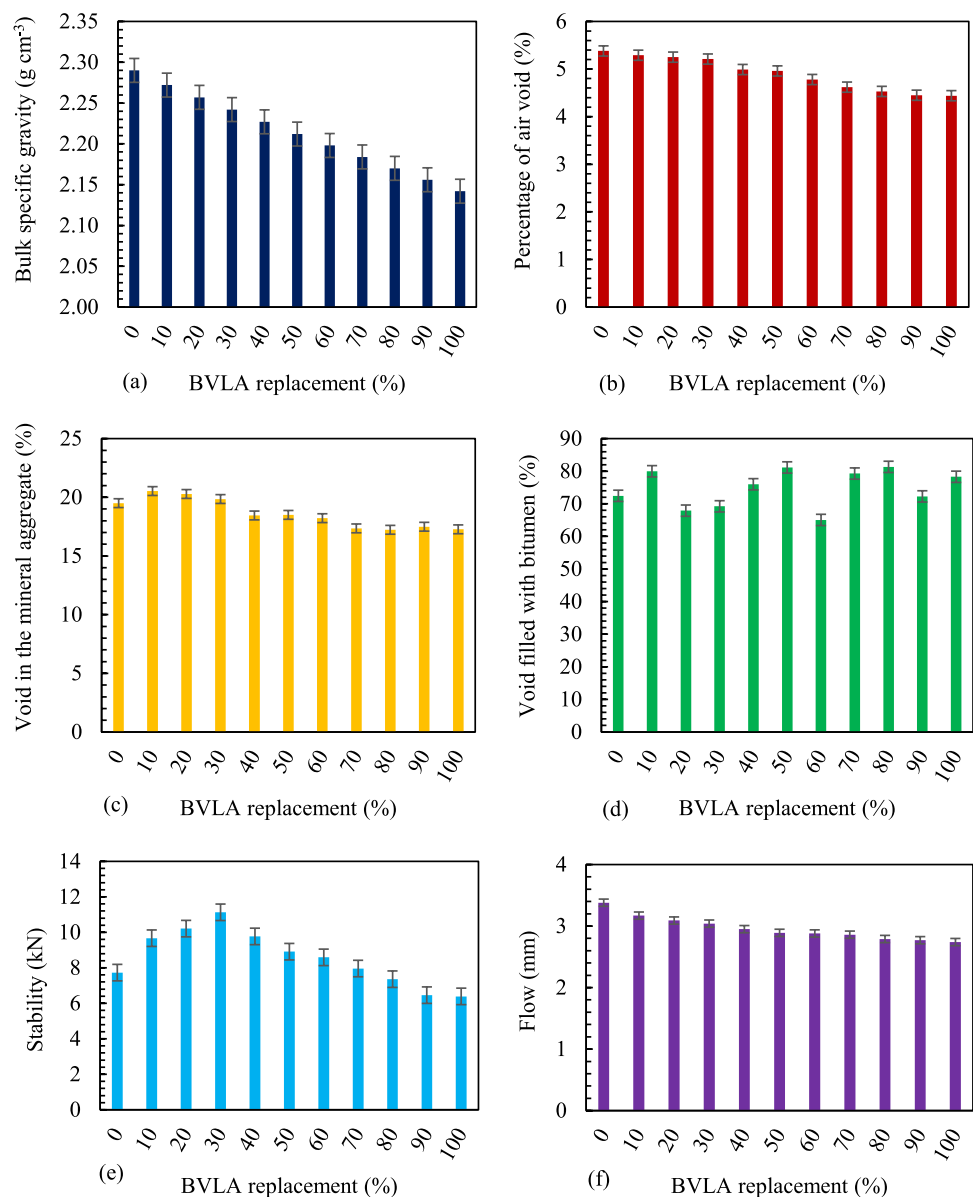 Bulk specific gravity (g cm-3)
2.35
2.30
2.25
2.20
2.15
2.10
2.05
2.00
0 10 20 30 40 50 60 70 80 90 100
(a) BVLA replacement (%)
Percentage of air void (%)
6
5
4
3
2
1
0
0 10 20 30 40 50 60 70 80 90 100
(b) BVLA replacement (%)
Void in the mineral aggregate (%)
25
20
15
10
5
0
0 10 20 30 40 50 60 70 80 90 100
(c) BVLA replacement (%)
Void filled with bitumen (%)
90
80
70
60
50
40
30
20
10
0
0 10 20 30 40 50 60 70 80 90 100
(d) BVLA replacement (%)
Stability (kN)
14
12
10
8
6
4
2
0
0 10 20 30 40 50 60 70 80 90 100
(e) BVLA replacement (%)
Flow (mm)
4
3
2
1
0
0 10 20 30 40 50 60 70 80 90 100
(f) BVLA replacement (%)